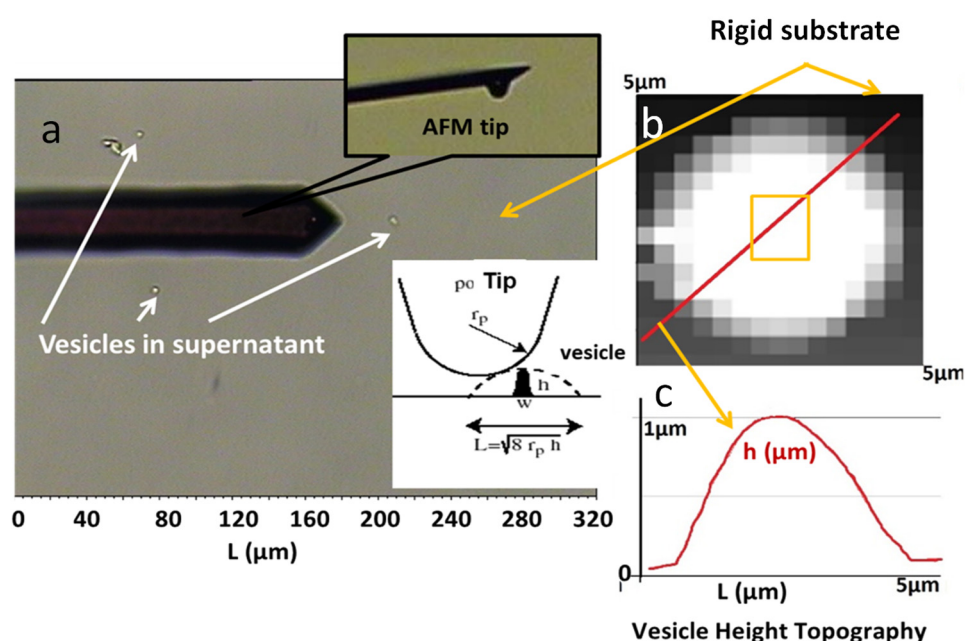 Rigid substrate
a
AFM tip
5µm
b
Vesicles in supernatant
po Tip
rp
vesicle
h
w
L=√8 rp h
5µm
c
1µm
h (µm)
0
5µm
L (µm)
0 40 80 120 160 200 240 280 320
L (µm)
Vesicle Height Topography